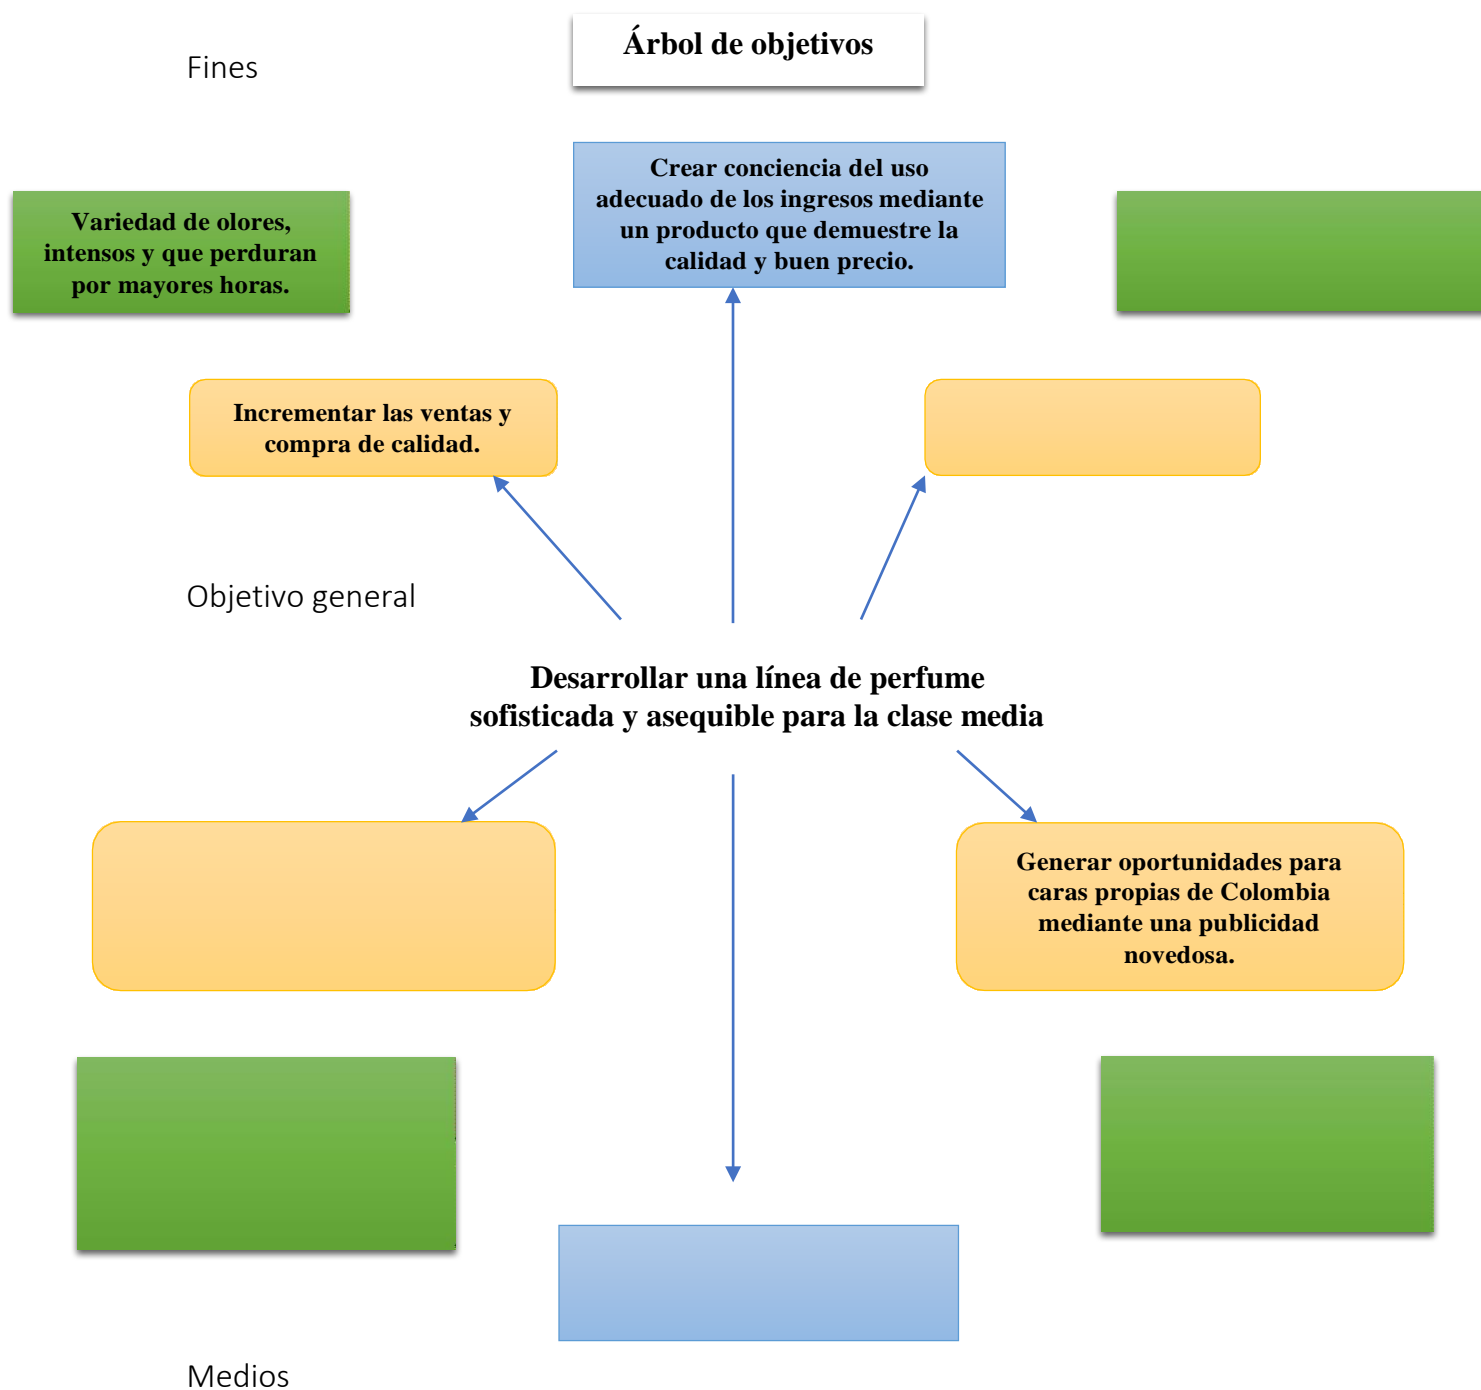 Árbol de objetivos
Fines
Crear conciencia del uso
adecuado de los ingresos mediante
un producto que demuestre la
calidad y buen precio.
Variedad de olores,
intensos y que perduran
por mayores horas.
Incrementar las ventas y
compra de calidad.
Objetivo general
Desarrollar una línea de perfume
sofisticada y asequible para la clase media
Generar oportunidades para
caras propias de Colombia
mediante una publicidad
novedosa.
Medios